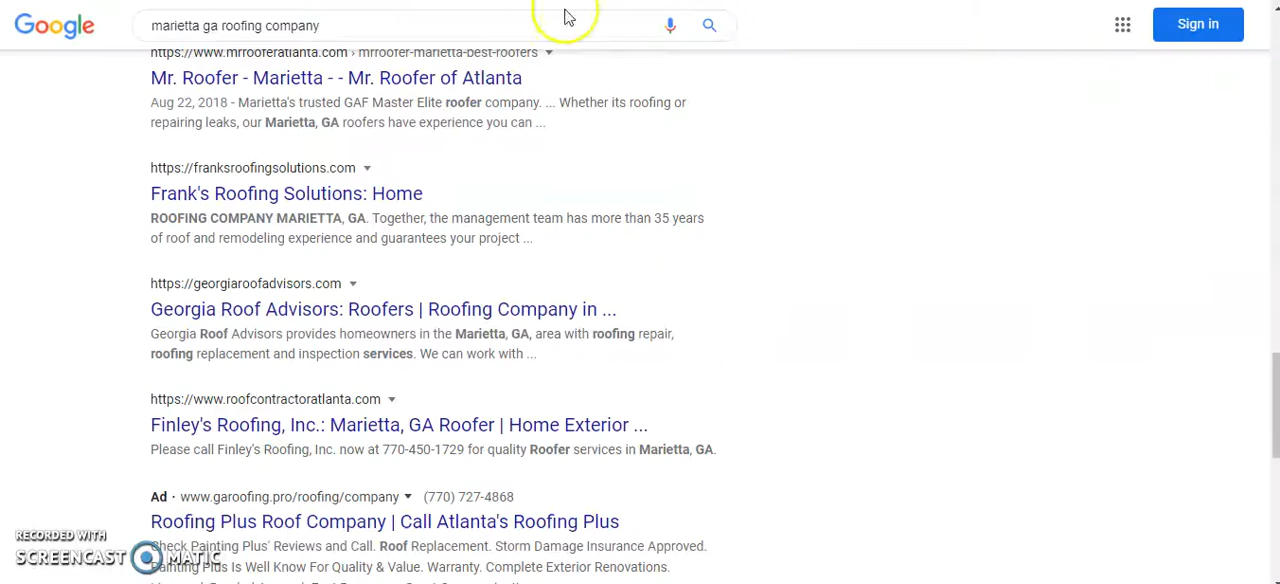 Google
marietta ga roofing company
Sign in
https://www.mrrooferatlanta.com › mrroofer-marietta-best-roofers
Mr. Roofer - Marietta - - Mr. Roofer of Atlanta
Aug 22, 2018 - Marietta's trusted GAF Master Elite roofer company. ... Whether its roofing or
repairing leaks, our Marietta, GA roofers have experience you can ...
https://franksroofingsolutions.com
Frank's Roofing Solutions: Home
ROOFING COMPANY MARIETTA, GA. Together, the management team has more than 35 years
of roof and remodeling experience and guarantees your project ...
https://georgiaroofadvisors.com
Georgia Roof Advisors: Roofers | Roofing Company in ...
Georgia Roof Advisors provides homeowners in the Marietta, GA, area with roofing repair,
roofing replacement and inspection services. We can work with ...
https://www.roofcontractoratlanta.com
Finley's Roofing, Inc.: Marietta, GA Roofer | Home Exterior ...
Please call Finley's Roofing, Inc. now at 770-450-1729 for quality Roofer services in Marietta, GA.
Ad · www.garoofing.pro/roofing/company (770) 727-4868
Roofing Plus Roof Company | Call Atlanta's Roofing Plus
Check Painting Plus' Reviews and Call. Roof Replacement. Storm Damage Insurance Approved.
Painting Plus Is Well Know For Quality & Value. Warranty. Complete Exterior Renovations.
RECORDED WITH
SCREENCAST MATIC